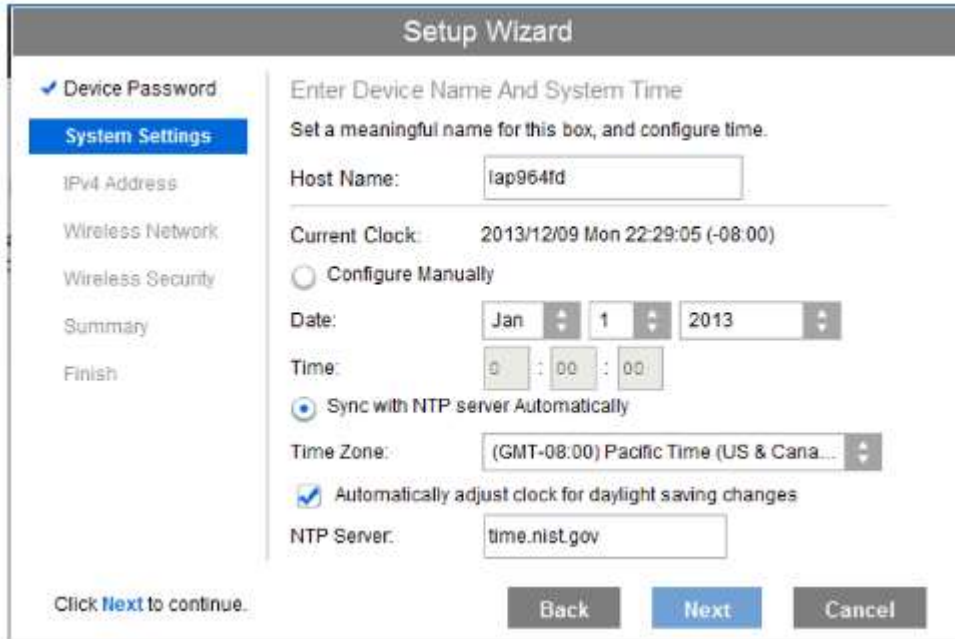 Setup Wizard
Device Password
System Settings
IPv4 Address
Wireless Network
Wireless Security
Summary
Finish
Enter Device Name And System Time
Set a meaningful name for this box, and configure time.
Host Name: lap964fd
Current Clock: 2013/12/09 Mon 22:29:05 (-08:00)
Configure Manually
Date: Jan 1 2013
Time: 0 : 00 : 00
Sync with NTP server Automatically
Time Zone: (GMT-08:00) Pacific Time (US & Cana...
Automatically adjust clock for daylight saving changes
NTP Server: time.nist.gov
Click Next to continue.
Back Next Cancel